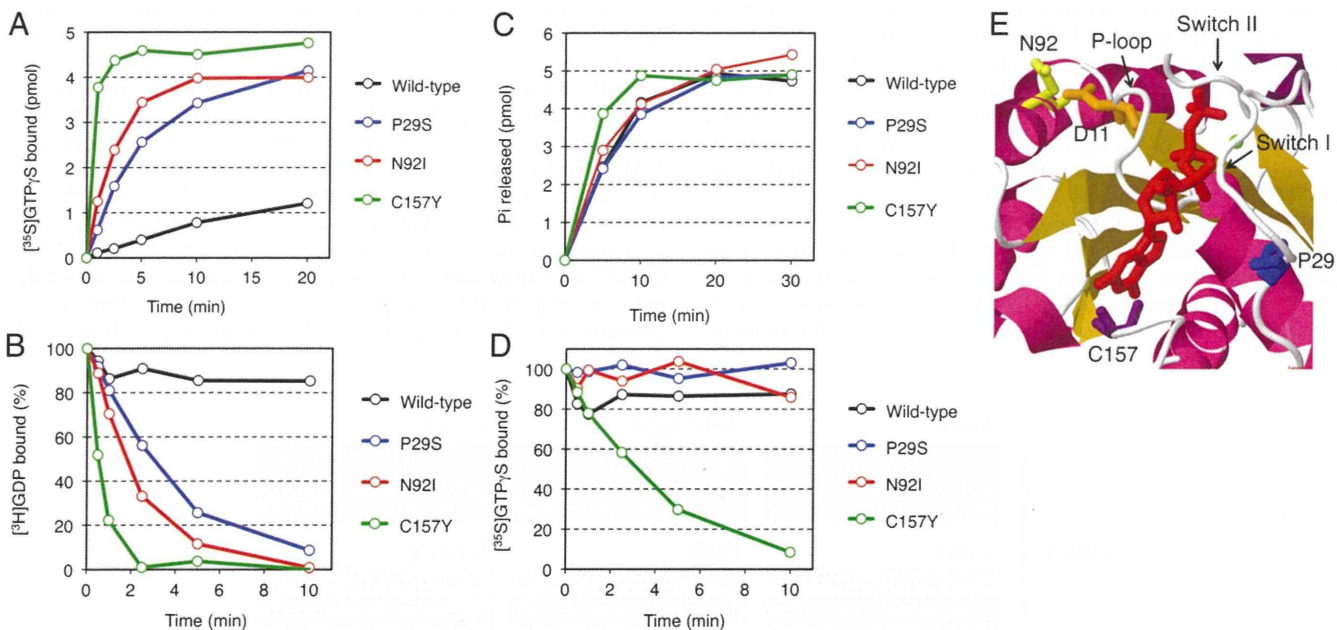 A
[³⁵S]GTPγS bound (pmol)
5
4
3
2
1
0
0
5
10
15
20
Time (min)
Wild-type
P29S
N92I
C157Y
B
[³H]GDP bound (%)
100
80
60
40
20
0
0
2
4
6
8
10
Time (min)
Wild-type
P29S
N92I
C157Y
C
Pi released (pmol)
6
5
4
3
2
1
0
0
10
20
30
Time (min)
Wild-type
P29S
N92I
C157Y
D
[³⁵S]GTPγS bound (%)
100
80
60
40
20
0
0
2
4
6
8
10
Time (min)
Wild-type
P29S
N92I
C157Y
E
Switch II
N92
P-loop
D11
Switch I
P29
C157